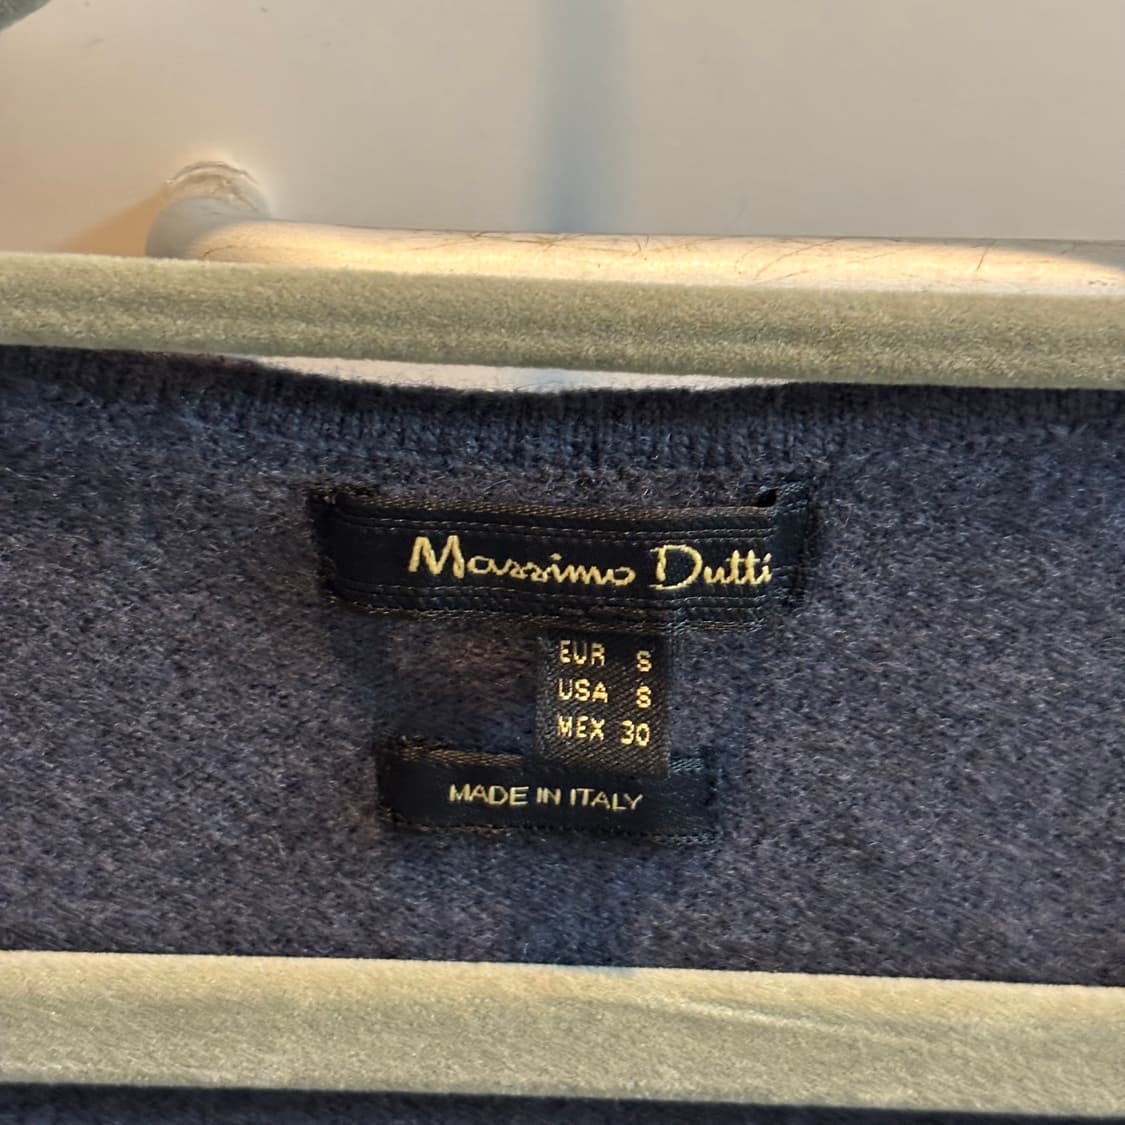 Massimo Dutti
EUR S
USA S
MEX 30
MADE IN ITALY